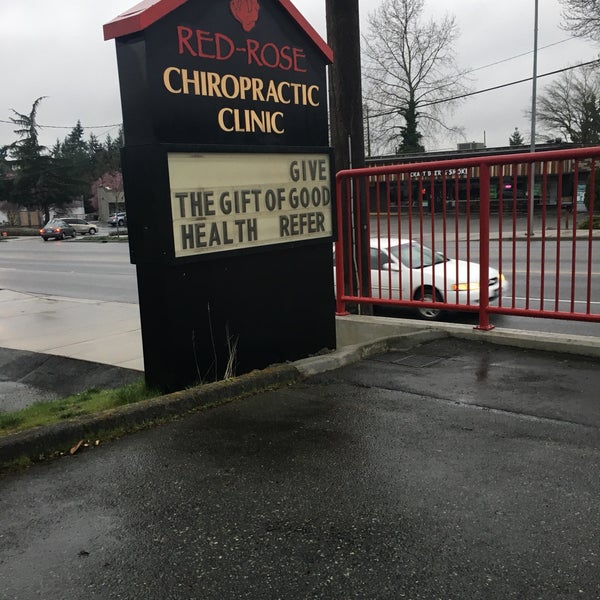 RED-ROSE
CHIROPRACTIC
CLINIC
GIVE
THE GIFT OF GOOD
HEALTH REFER